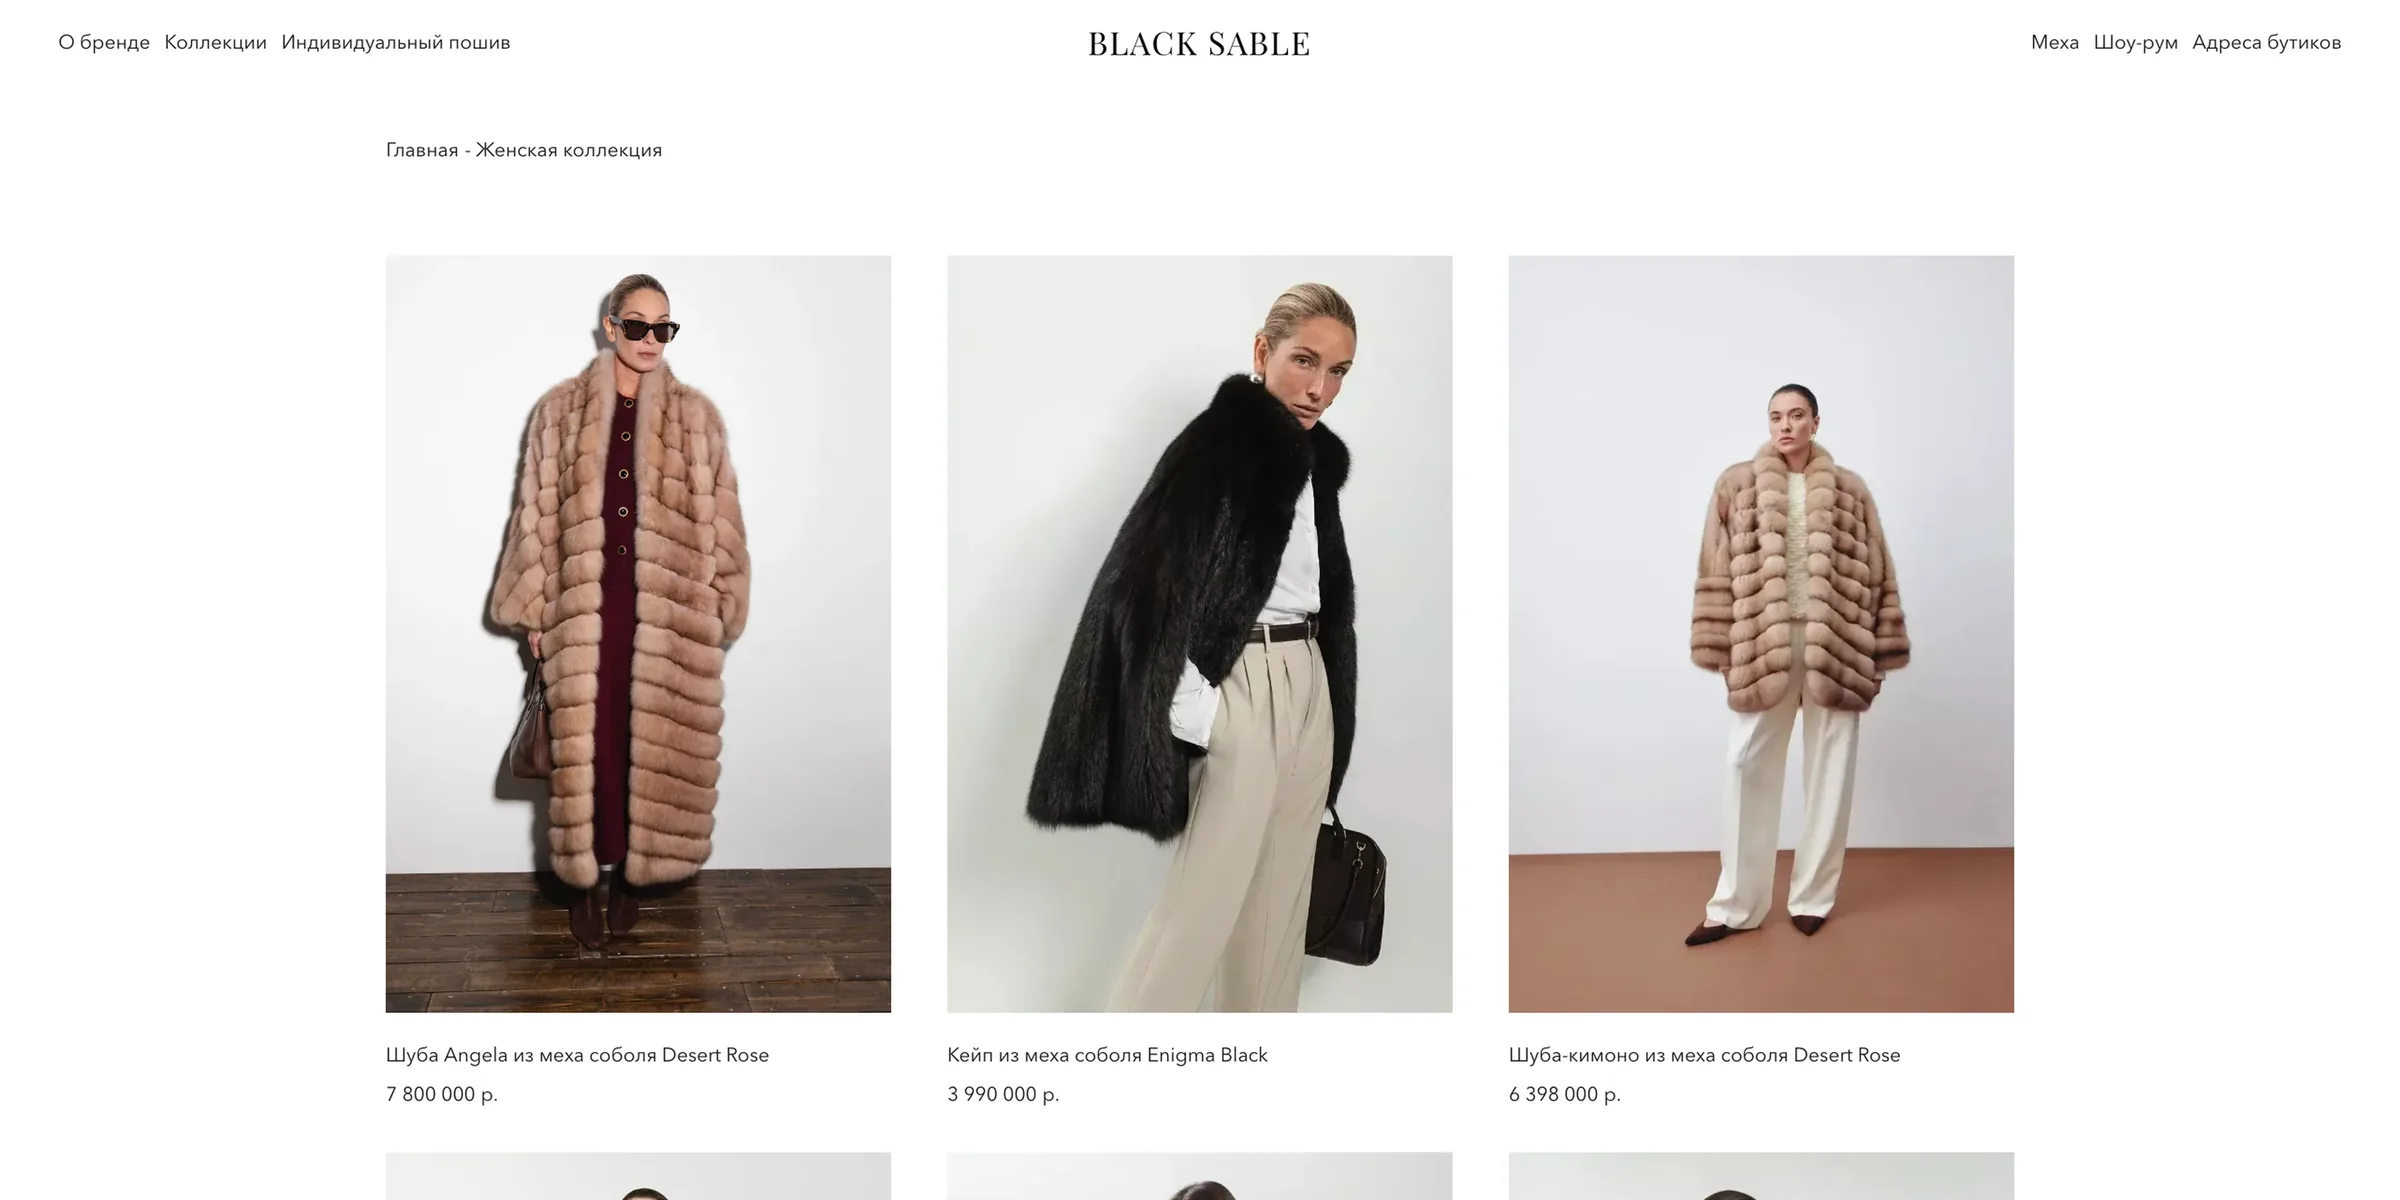 О бренде Коллекции Индивидуальный пошив
BLACK SABLE
Меха Шоу-рум Адреса бутиков
Главная - Женская коллекция
Шуба Angela из меха соболя Desert Rose
7 800 000 р.
Кейп из меха соболя Enigma Black
3 990 000 р.
Шуба-кимоно из меха соболя Desert Rose
6 398 000 р.